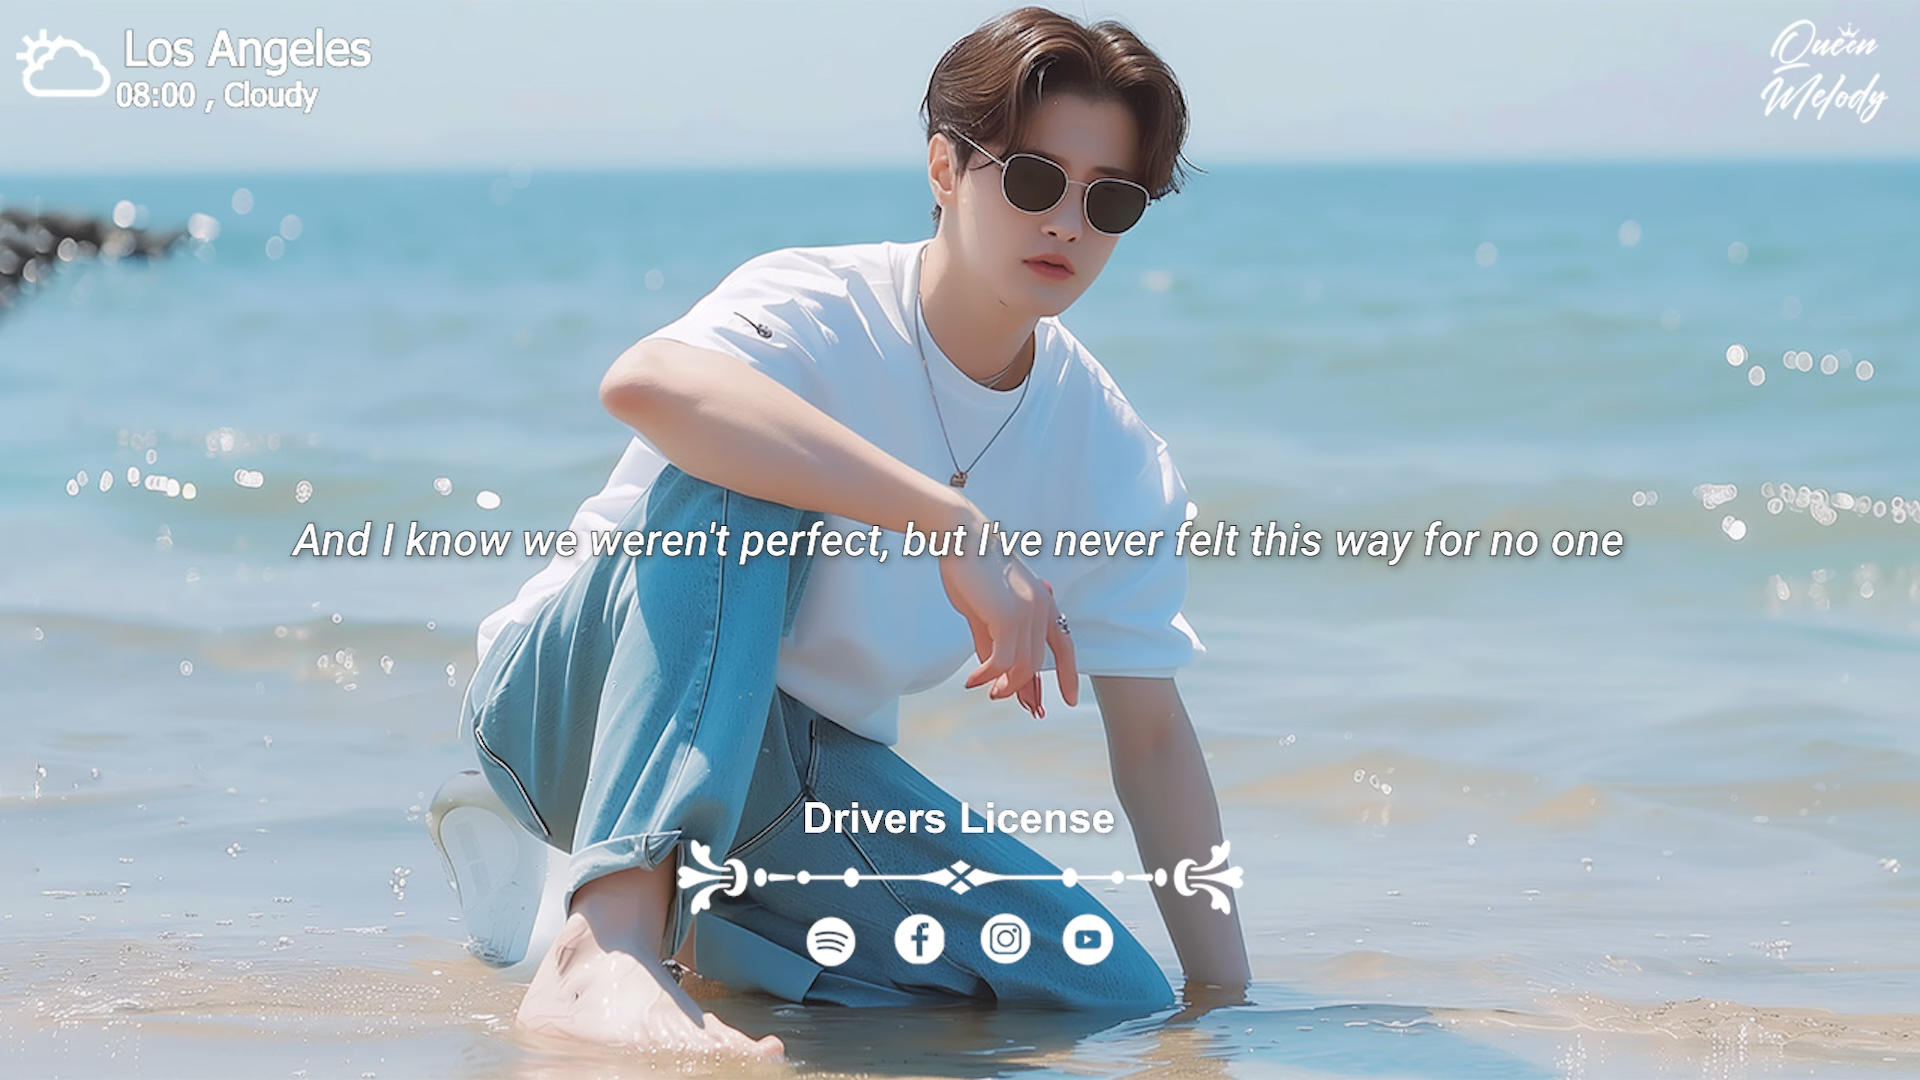 Los Angeles
08:00 , Cloudy
Queen
Melody
And I know we weren't perfect, but I've never felt this way for no one
Drivers License